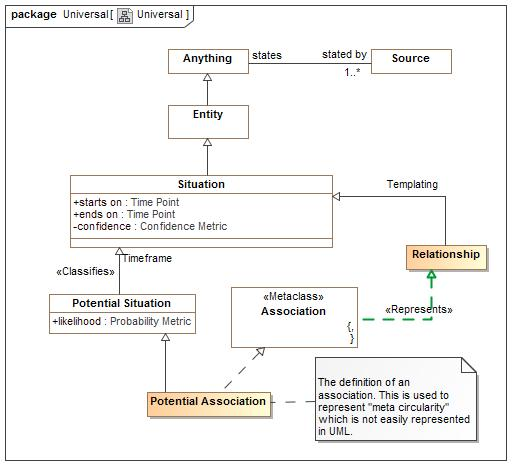 package Universal[ Universal ]
Anything
states
stated by
1..*
Source
Entity
Situation
+starts on : Time Point
+ends on : Time Point
-confidence : Confidence Metric
Templating
Relationship
Timeframe
«Classifies»
Potential Situation
+likelihood : Probability Metric
«Metaclass»
Association
{,
}
«Represents»
Potential Association
The definition of an
association. This is used to
represent "meta circularity"
which is not easily represented
in UML.